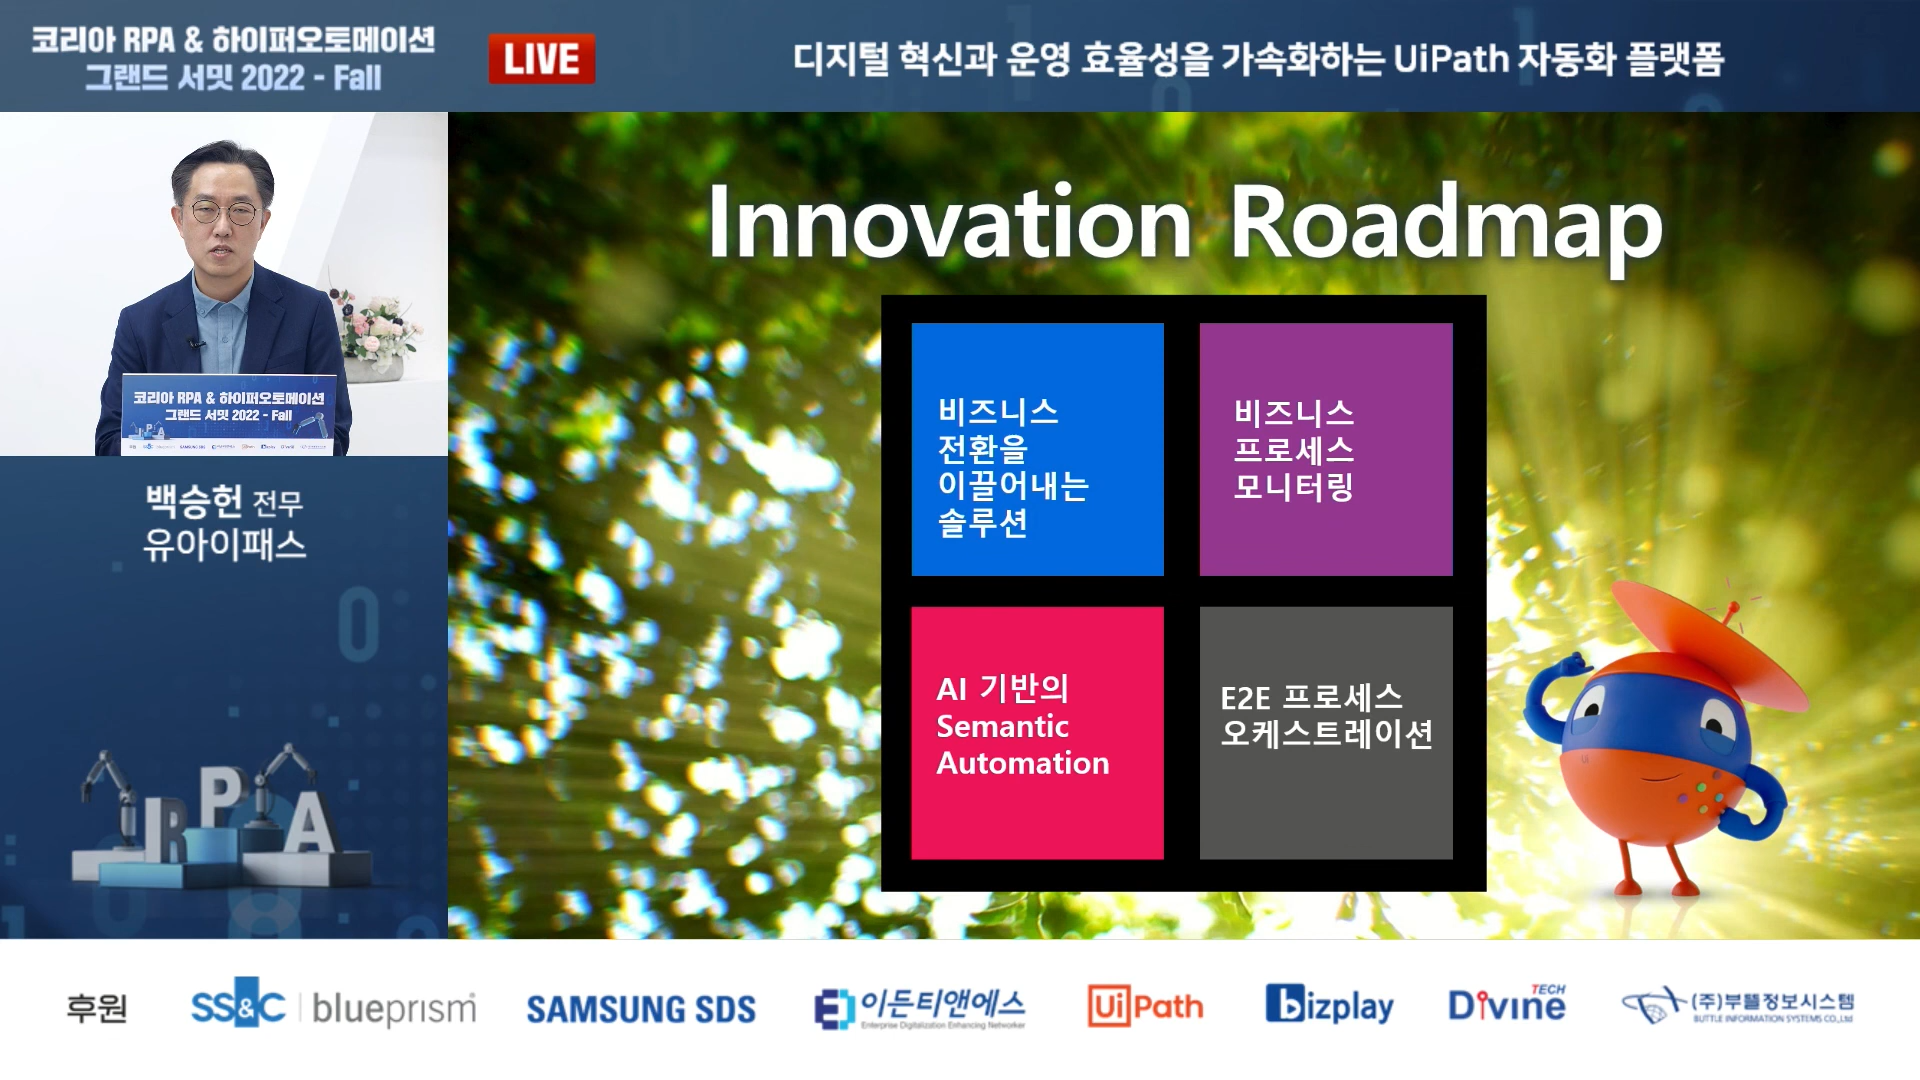 코리아 RPA & 하이퍼오토메이션
그랜드 서밋 2022 - Fall
LIVE
디지털 혁신과 운영 효율성을 가속화하는 UiPath 자동화 플랫폼
코리아 RPA & 하이퍼오토메이션
그랜드 서밋 2022 - Fall
백승헌 전무
유아이패스
RPA
Innovation Roadmap
비즈니스
전환을
이끌어내는
솔루션
비즈니스
프로세스
모니터링
AI 기반의
Semantic
Automation
E2E 프로세스
오케스트레이션
후원
SS&C | blueprism
SAMSUNG SDS
이든티앤에스
Enterprise Digitalization Enhancing Networker
UiPath
bizplay
Divine TECH
(주)부뜰정보시스템
BUTTLE INFORMATION SYSTEMS CO.,Ltd